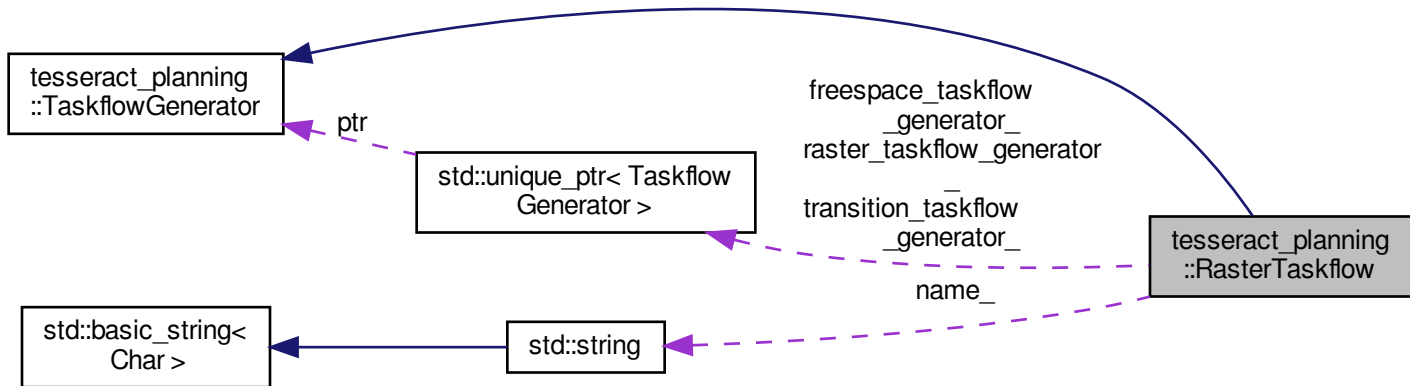 tesseract_planning
::TaskflowGenerator
ptr
std::unique_ptr< Taskflow
Generator >
freespace_taskflow
_generator_
raster_taskflow_generator
_
transition_taskflow
_generator_
tesseract_planning
::RasterTaskflow
name_
std::basic_string<
Char >
std::string